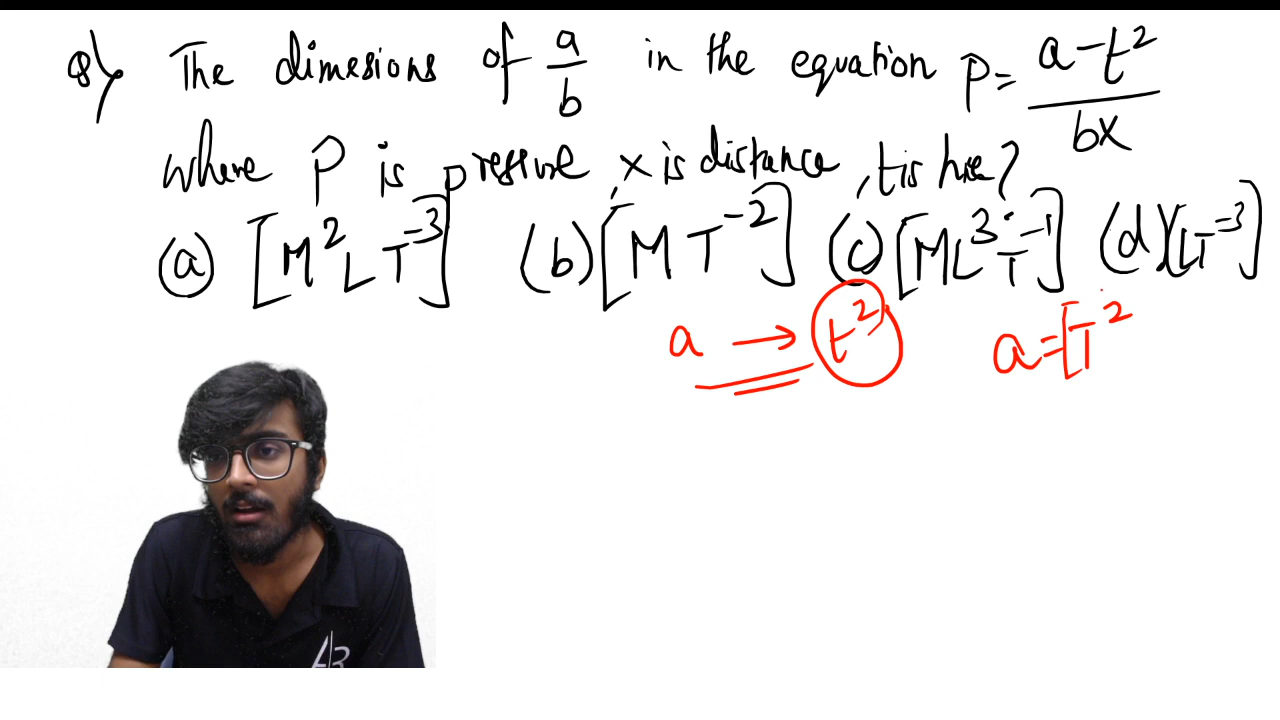 Q) The dimesions of a/b in the equation P= a-t²/bx
where P is pressure, x is distance, t is time?
(a) [M²LT⁻³] (b) [MT⁻²] (c) [ML³T⁻¹] (d) [LT⁻³]
a → t² a=[T²